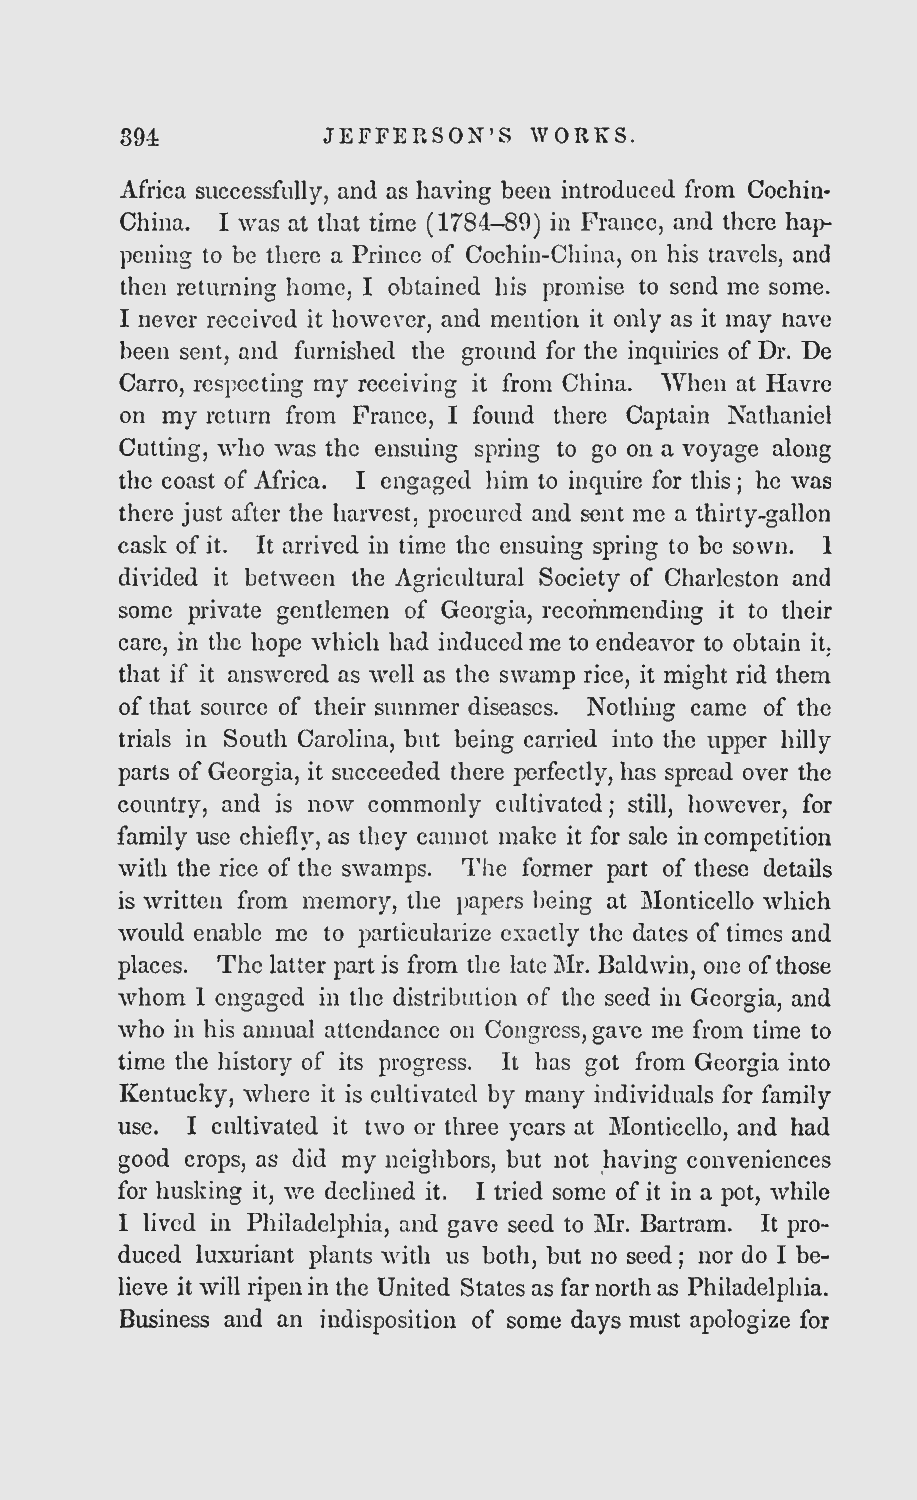 394 JEFFERSON'S WORKS.
Africa successfully, and as having been introduced from Cochin-
China. I was at that time (1784–89) in France, and there hap-
pening to be there a Prince of Cochin-China, on his travels, and
then returning home, I obtained his promise to send me some.
I never received it however, and mention it only as it may have
been sent, and furnished the ground for the inquiries of Dr. De
Carro, respecting my receiving it from China. When at Havre
on my return from France, I found there Captain Nathaniel
Cutting, who was the ensuing spring to go on a voyage along
the coast of Africa. I engaged him to inquire for this; he was
there just after the harvest, procured and sent me a thirty-gallon
cask of it. It arrived in time the ensuing spring to be sown. I
divided it between the Agricultural Society of Charleston and
some private gentlemen of Georgia, recommending it to their
care, in the hope which had induced me to endeavor to obtain it,
that if it answered as well as the swamp rice, it might rid them
of that source of their summer diseases. Nothing came of the
trials in South Carolina, but being carried into the upper hilly
parts of Georgia, it succeeded there perfectly, has spread over the
country, and is now commonly cultivated; still, however, for
family use chiefly, as they cannot make it for sale in competition
with the rice of the swamps. The former part of these details
is written from memory, the papers being at Monticello which
would enable me to particularize exactly the dates of times and
places. The latter part is from the late Mr. Baldwin, one of those
whom I engaged in the distribution of the seed in Georgia, and
who in his annual attendance on Congress, gave me from time to
time the history of its progress. It has got from Georgia into
Kentucky, where it is cultivated by many individuals for family
use. I cultivated it two or three years at Monticello, and had
good crops, as did my neighbors, but not having conveniences
for husking it, we declined it. I tried some of it in a pot, while
I lived in Philadelphia, and gave seed to Mr. Bartram. It pro-
duced luxuriant plants with us both, but no seed; nor do I be-
lieve it will ripen in the United States as far north as Philadelphia.
Business and an indisposition of some days must apologize for